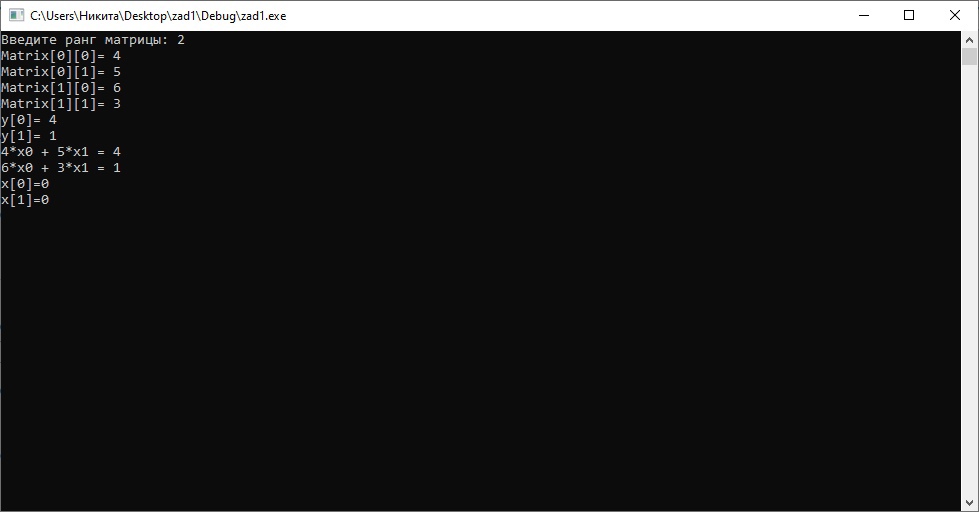 C:\Users\Никита\Desktop\zad1\Debug\zad1.exe
Введите ранг матрицы: 2
Matrix[0][0]= 4
Matrix[0][1]= 5
Matrix[1][0]= 6
Matrix[1][1]= 3
y[0]= 4
y[1]= 1
4*x0 + 5*x1 = 4
6*x0 + 3*x1 = 1
x[0]=0
x[1]=0